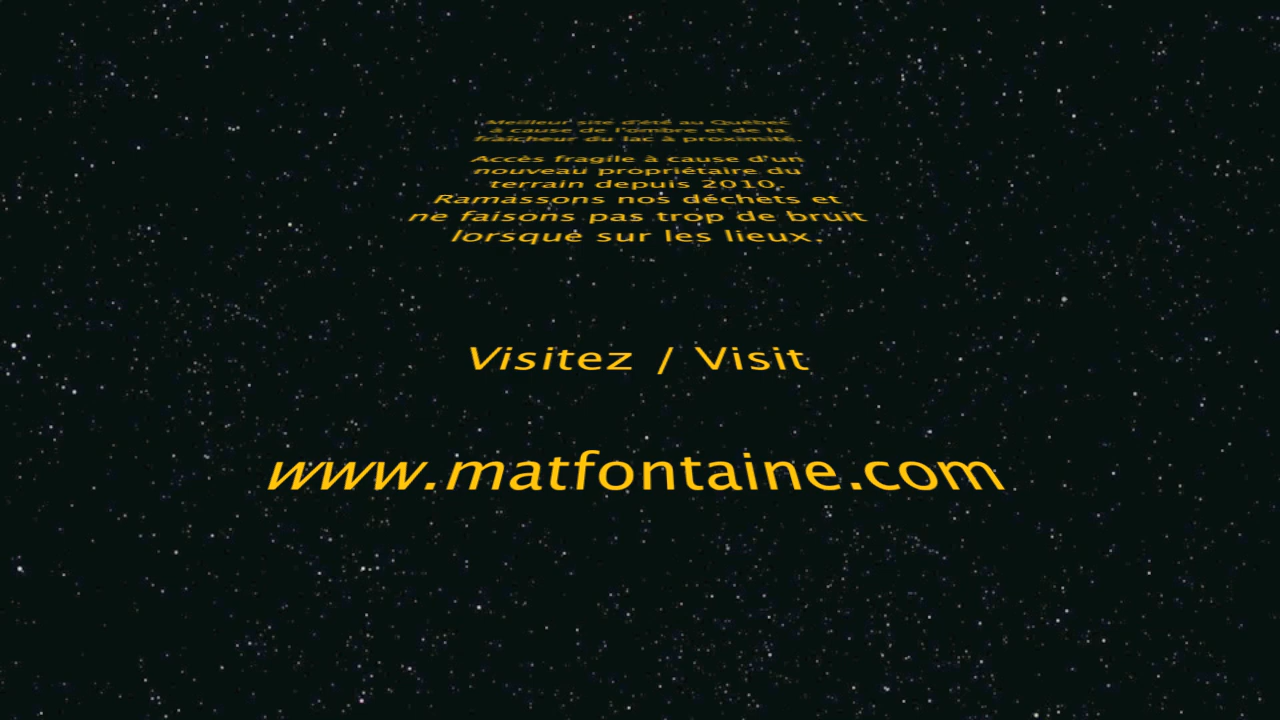 Meilleur site d'été au Québec
à cause de l'ombre et de la
fraîcheur du lac à proximité.
Accès fragile à cause d'un
nouveau propriétaire du
terrain depuis 2010.
Ramassons nos déchets et
ne faisons pas trop de bruit
lorsque sur les lieux.
Visitez / Visit
www.matfontaine.com